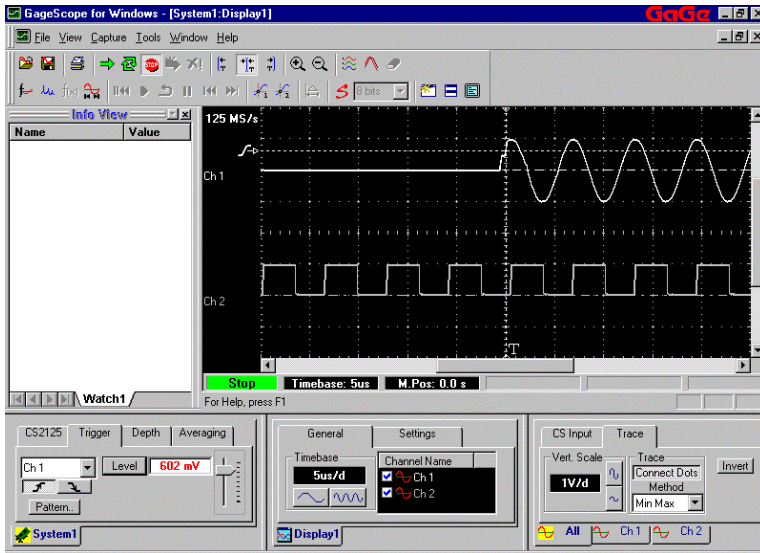 GageScope for Windows - [System1:Display1] GaGe
File View Capture Tools Window Help
f(x) 8 bits
Info View
Name Value
125 MS/s
Ch 1
Ch 2
T
Stop Timebase: 5us M.Pos: 0.0 s
Watch1
For Help, press F1
CS2125 Trigger Depth Averaging
Ch 1 Level 602 mV
Pattern..
System1
General Settings
Timebase
5us/d
Channel Name
Ch 1
Ch 2
Display1
CS Input Trace
Vert. Scale
1V/d
Trace
Connect Dots
Method
Min Max
Invert
All Ch 1 Ch 2